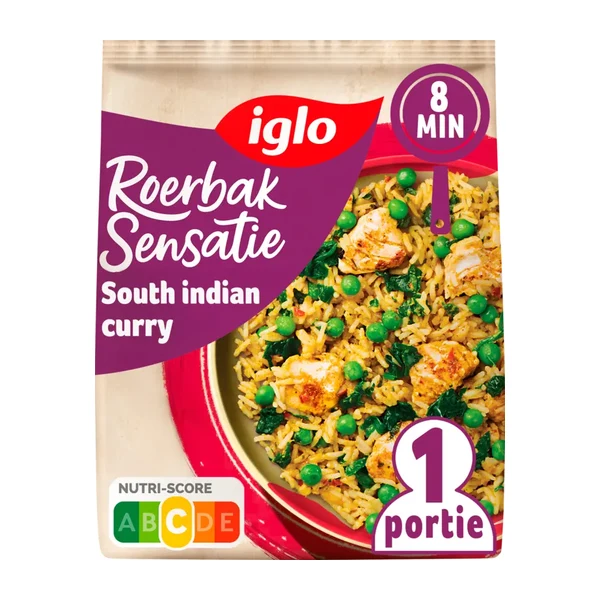 iglo
8
MIN
Roerbak
Sensatie
South indian
curry
NUTRI-SCORE
A B C D E
1
portie